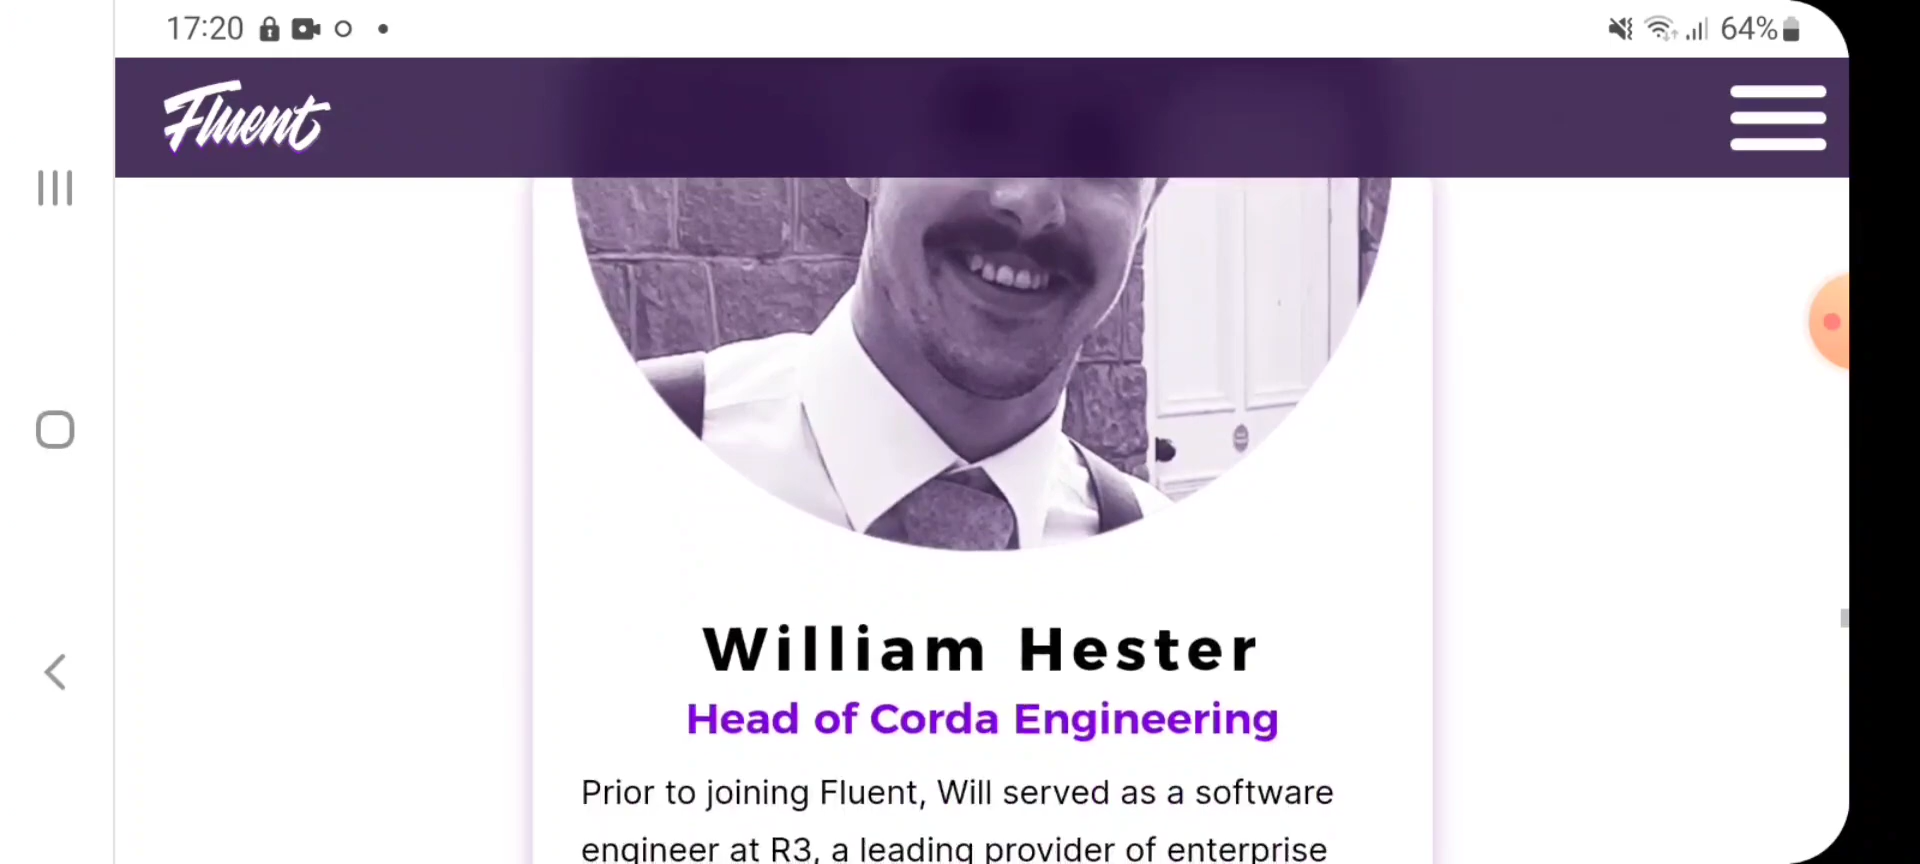 17:20
64%
Fluent
William Hester
Head of Corda Engineering
Prior to joining Fluent, Will served as a software
engineer at R3, a leading provider of enterprise